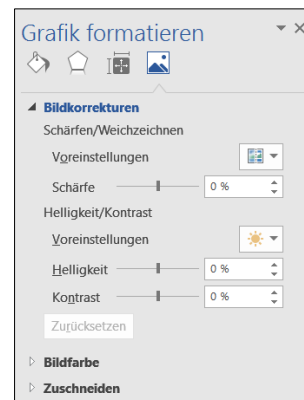 Grafik formatieren
Bildkorrekturen
Schärfen/Weichzeichnen
Voreinstellungen
Schärfe 0 %
Helligkeit/Kontrast
Voreinstellungen
Helligkeit 0 %
Kontrast 0 %
Zurücksetzen
Bildfarbe
Zuschneiden